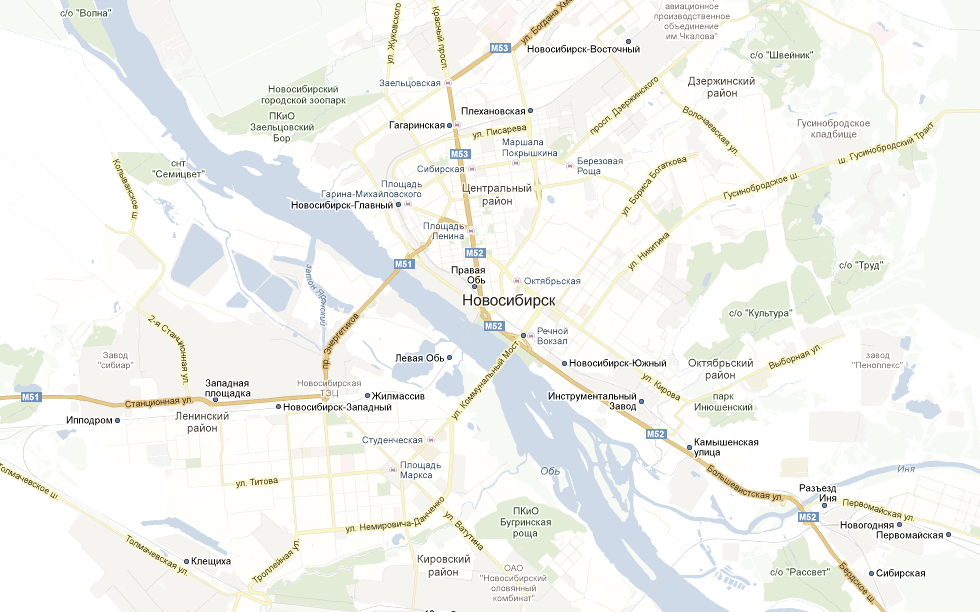 с/о "Волна"
ул. Жуковского
Красный просп.
ул. Богдана Хме
авиационное
производственное
объединение
им Чкалова"
M53
Новосибирск-Восточный
с/о "Швейник"
Заельцовская
Дзержинский
район
Новосибирский
городской зоопарк
ПКиО
Заельцовский
Бор
Плехановская
просп. Дзержинского
Волочаевская ул.
Гусинобродское
кладбище
Гагаринская
ул. Писарева
Маршала
Покрышкина
M53
ш. Гусинобродский Тракт
Колыванское ш.
снт
"Семицвет"
Сибирская
Березовая
Роща
ул. Бориса Богаткова
Гусинобродское ш.
Площадь
Гарина-Михайловского
Центральный
район
Новосибирск-Главный
Площадь
Ленина
ул. Никитина
M52
M51
Правая
Обь
Октябрьская
с/о "Труд"
Затон Яринский
Новосибирск
с/о "Культура"
2-я Станционная ул.
пр. Энергетиков
M52
Речной
Вокзал
Завод
"сибиар"
Левая Обь
ул. Коммунальный Мост
Новосибирск-Южный
Октябрьский
район
Выборная ул.
завод
"Пеноплекс"
Западная
площадка
Новосибирская
ТЭЦ
ул. Кирова
M51
Станционная ул.
Жилмассив
Новосибирск-Западный
Инструментальный
Завод
парк
Инюшенский
Ипподром
Ленинский
район
Студенческая
M52
Камышенская
улица
Площадь
Маркса
Обь
Большевистская ул.
Иня
Толмачевское ш.
ул. Титова
Разъезд
Иня
Первомайская ул.
ПКиО
Бугринская
роща
M52
Новогодняя
Первомайская
ул. Немировича-Данченко
ул. Ватутина
Толмачевская ул.
Клещиха
Троллейная ул.
Кировский
район
ОАО
"Новосибирский
оловянный
комбинат"
с/о "Рассвет"
Бердское ш.
Сибирская